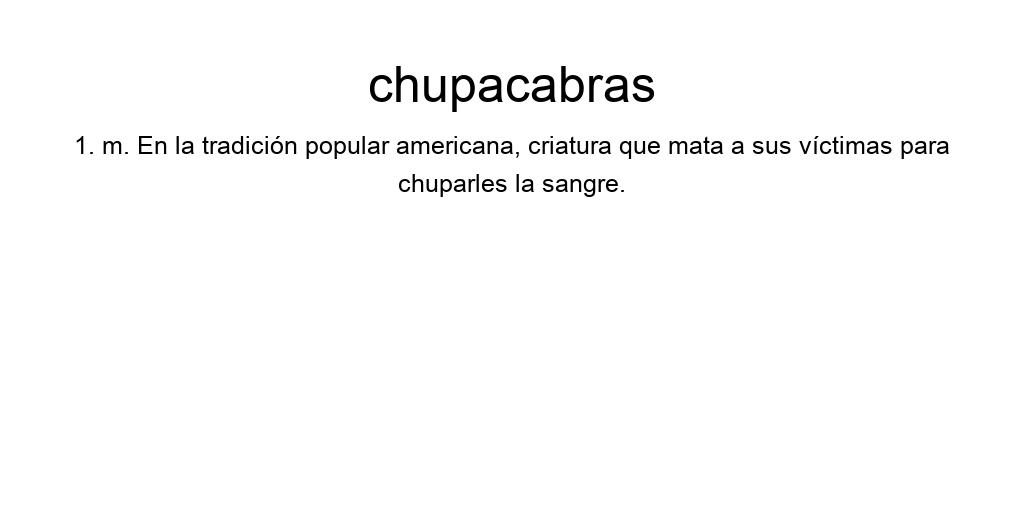 chupacabras
1. m. En la tradición popular americana, criatura que mata a sus víctimas para
chuparles la sangre.